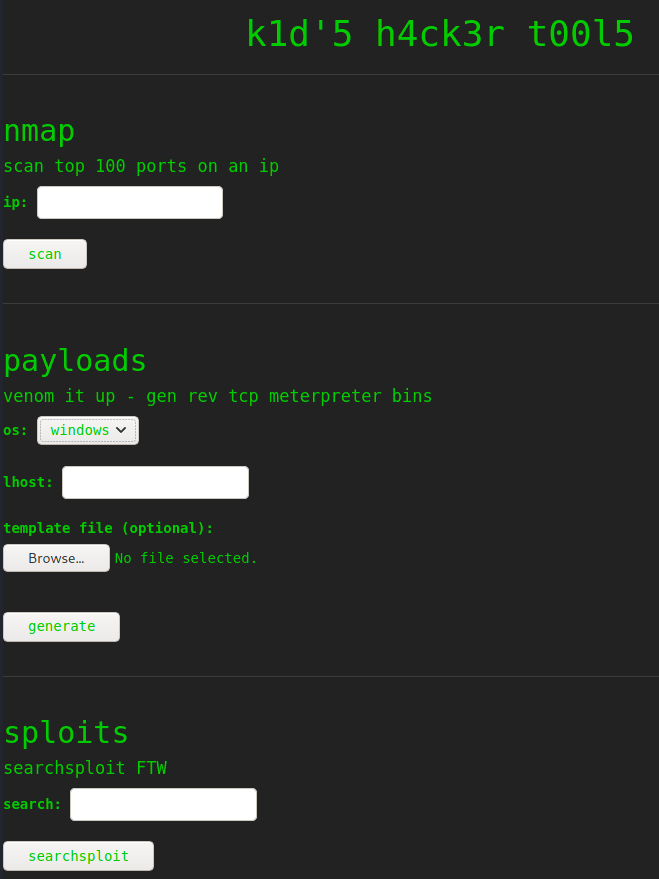 k1d'5 h4ck3r t00l5
nmap
scan top 100 ports on an ip
ip:
scan
payloads
venom it up - gen rev tcp meterpreter bins
os: windows
lhost:
template file (optional):
Browse... No file selected.
generate
sploits
searchsploit FTW
search:
searchsploit